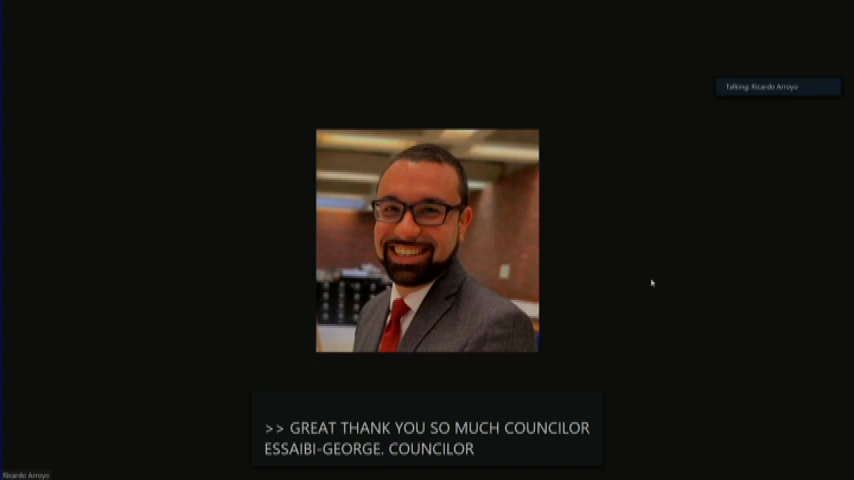 Talking: Ricardo Arroyo
>> GREAT THANK YOU SO MUCH COUNCILOR
ESSAIBI-GEORGE. COUNCILOR
Ricardo Arroyo